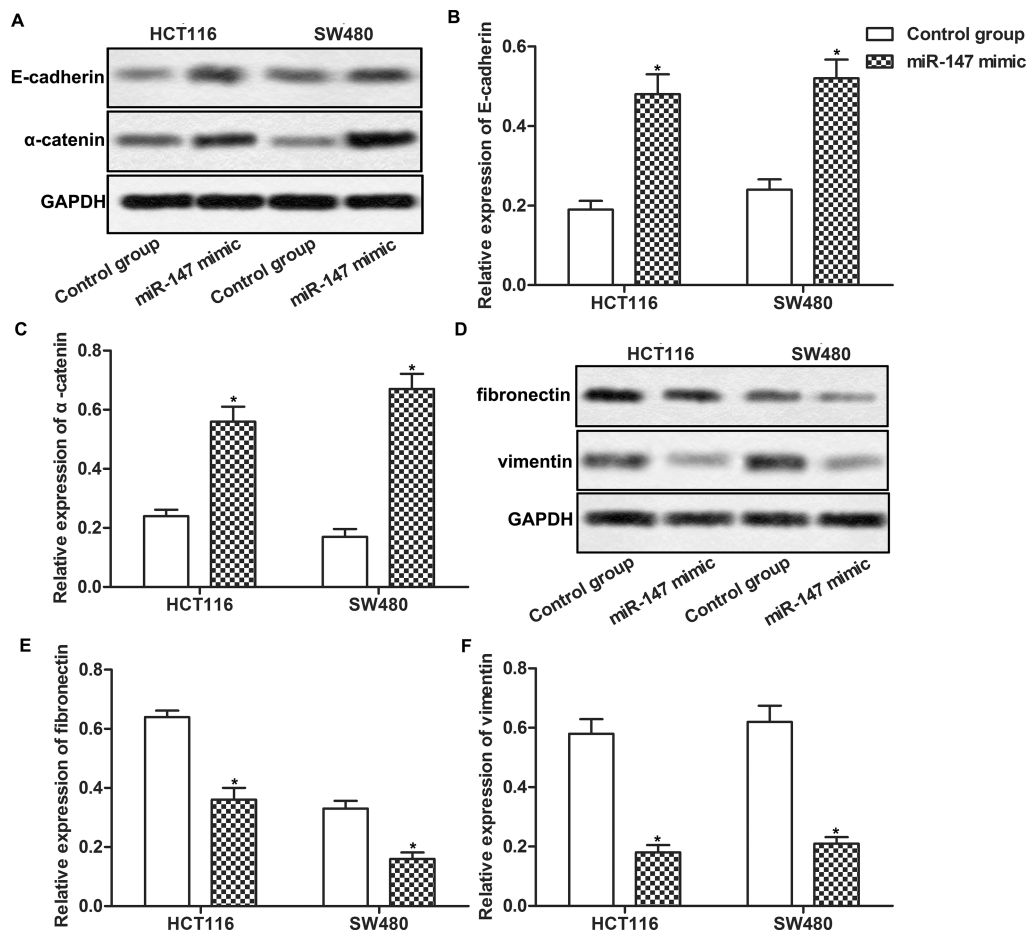 A
HCT116 SW480
E-cadherin
α-catenin
GAPDH
Control group miR-147 mimic Control group miR-147 mimic
B
Control group
miR-147 mimic
Relative expression of E-cadherin
0.6
0.4
0.2
0.0
* *
HCT116 SW480
C
Relative expression of α -catenin
0.8
0.6
0.4
0.2
0.0
* *
HCT116 SW480
D
HCT116 SW480
fibronectin
vimentin
GAPDH
Control group miR-147 mimic Control group miR-147 mimic
E
Relative expression of fibronectin
0.8
0.6
0.4
0.2
0.0
* *
HCT116 SW480
F
Relative expression of vimentin
0.8
0.6
0.4
0.2
0.0
* *
HCT116 SW480